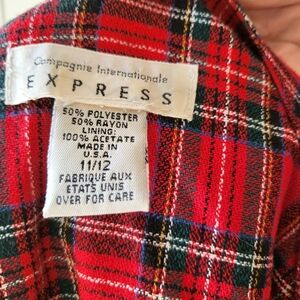 Compagnie Internationale
EXPRESS
50% POLYESTER
50% RAYON
LINING:
100% ACETATE
MADE IN
U.S.A.
11/12
FABRIQUE AUX
ETATS UNIS
OVER FOR CARE